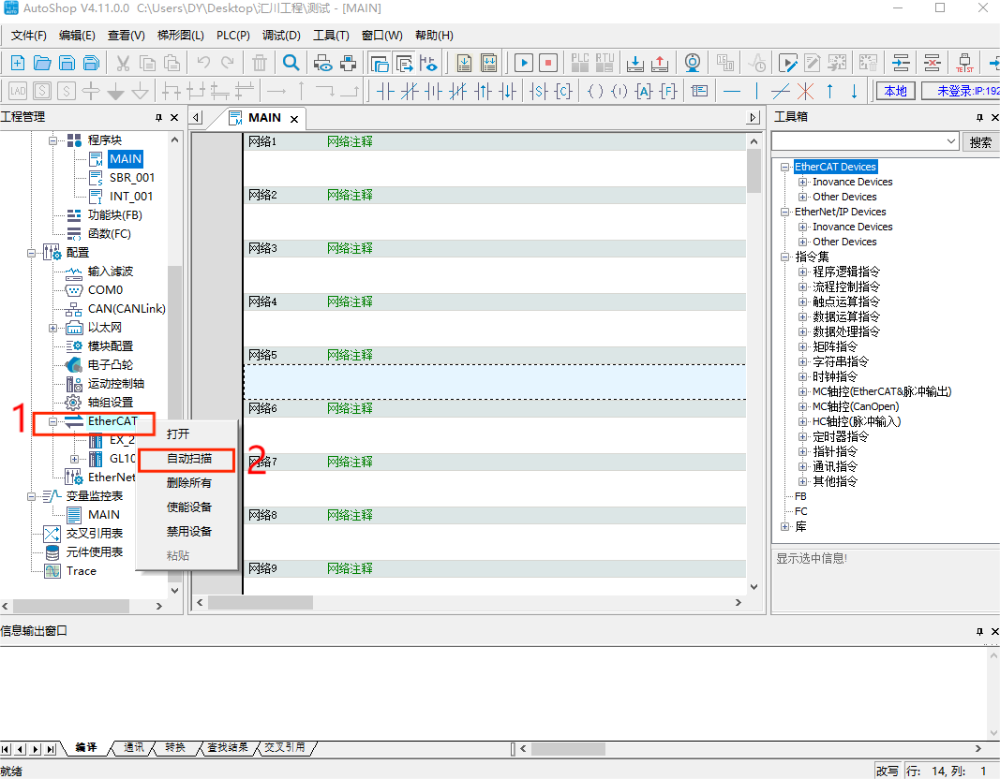 AutoShop V4.11.0.0  C:\Users\DY\Desktop\汇川工程\测试 - [MAIN]
文件(F) 编辑(E) 查看(V) 梯形图(L) PLC(P) 调试(D) 工具(T) 窗口(W) 帮助(H)
PLC RTU
TEST
LAD S S
S C A F
本地 未登录:IP:192
工程管理
程序块
MAIN
SBR_001
INT_001
功能块(FB)
函数(FC)
配置
输入滤波
COM0
CAN(CANLink)
以太网
模块配置
电子凸轮
运动控制轴
轴组设置
1
EtherCAT
EX_2
GL10
EtherNet
变量监控表
MAIN
交叉引用表
元件使用表
Trace
打开
自动扫描
2
删除所有
使能设备
禁用设备
粘贴
MAIN
网络1 网络注释
网络2 网络注释
网络3 网络注释
网络4 网络注释
网络5 网络注释
网络6 网络注释
网络7 网络注释
网络8 网络注释
网络9 网络注释
工具箱
搜索
EtherCAT Devices
Inovance Devices
Other Devices
EtherNet/IP Devices
Inovance Devices
Other Devices
指令集
程序逻辑指令
流程控制指令
触点运算指令
数据运算指令
数据处理指令
矩阵指令
字符串指令
时钟指令
MC轴控(EtherCAT&脉冲输出)
MC轴控(CanOpen)
HC轴控(脉冲输入)
定时器指令
指针指令
通讯指令
其他指令
FB
FC
库
显示选中信息!
信息输出窗口
编译 通讯 转换 查找结果 交叉引用
就绪
改写 行: 14, 列: 1